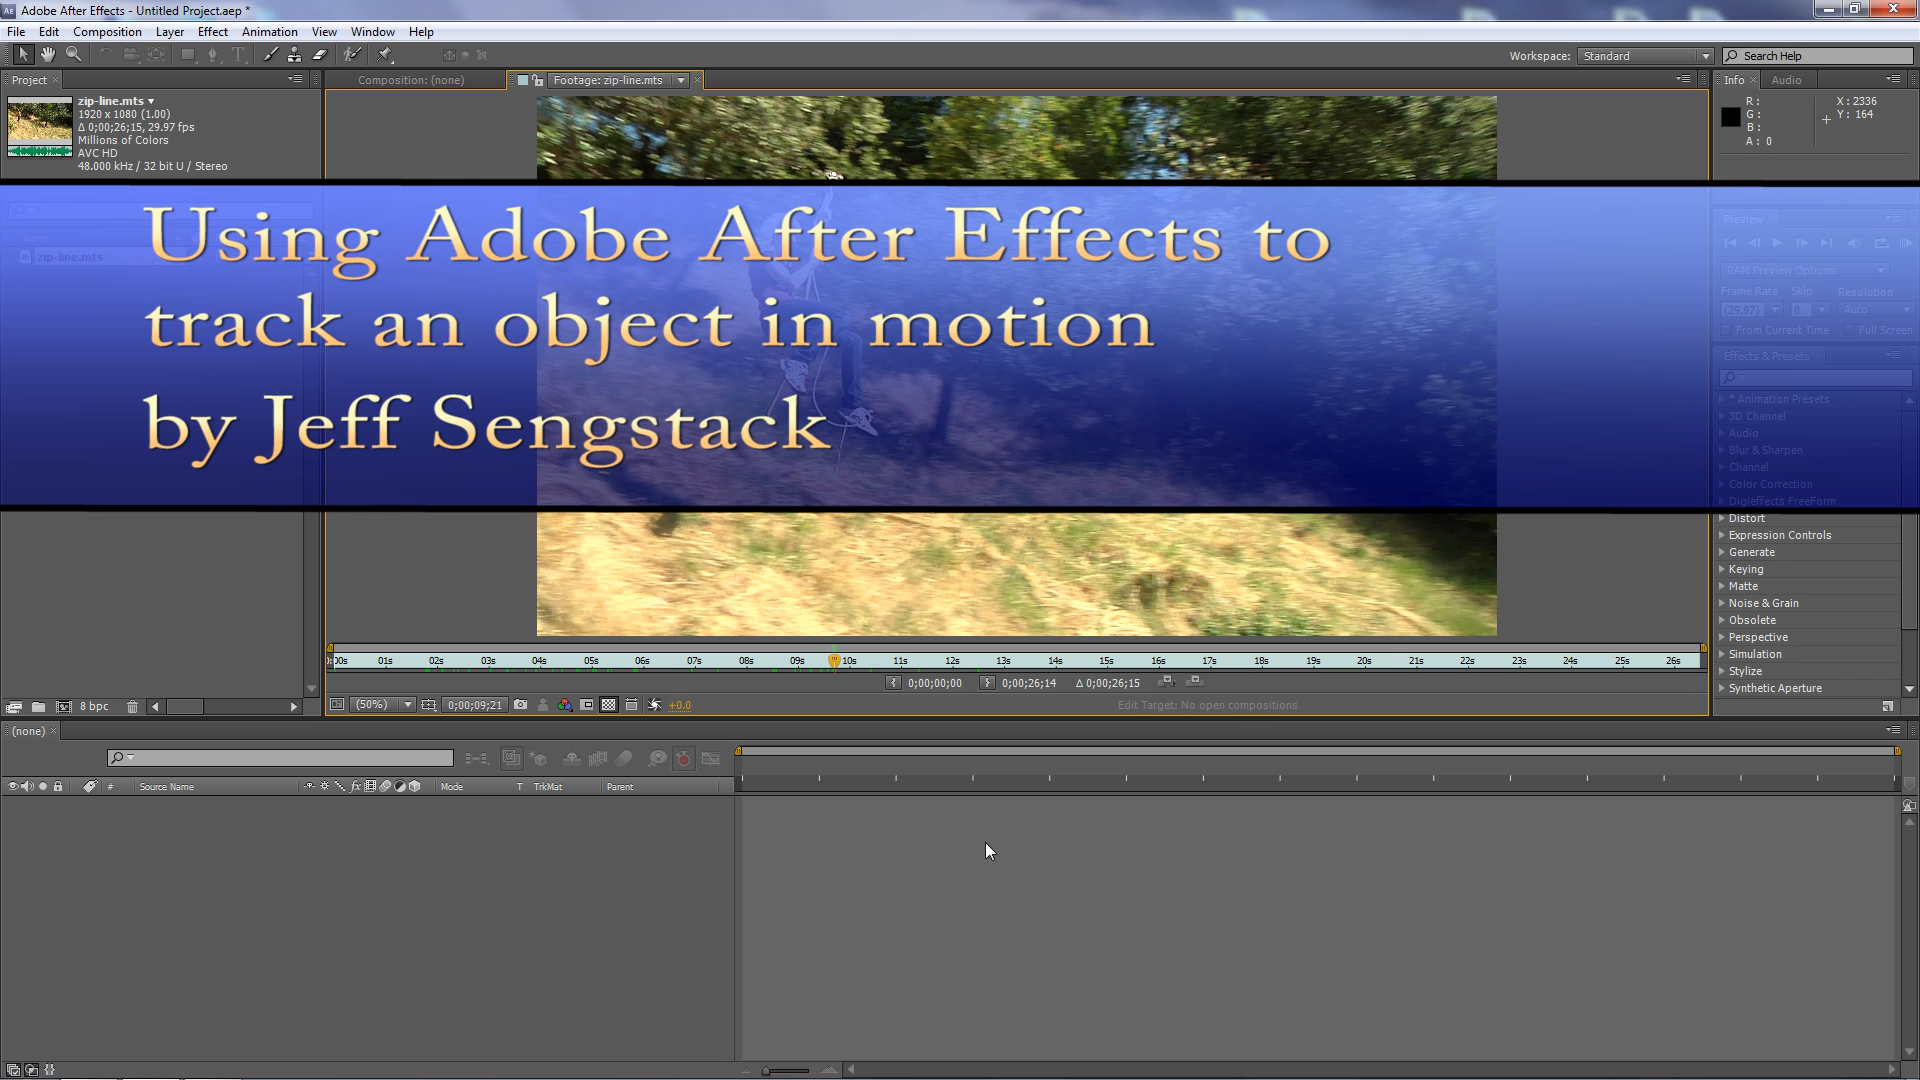 Adobe After Effects - Untitled Project.aep *
File Edit Composition Layer Effect Animation View Window Help
Workspace: Standard Search Help
Project Composition: (none) Footage: zip-line.mts Info Audio
zip-line.mts
1920 x 1080 (1.00)
Δ 0;00;26;15, 29.97 fps
Millions of Colors
AVC HD
48.000 kHz / 32 bit U / Stereo
R :
G :
B :
A : 0
X : 2336
Y : 164
Using Adobe After Effects to
track an object in motion
by Jeff Sengstack
zip-line.mts
Preview
RAM Preview Options
Frame Rate Skip Resolution
(29.97) 0 Auto
From Current Time Full Screen
Effects & Presets
* Animation Presets
3D Channel
Audio
Blur & Sharpen
Channel
Color Correction
Digieffects FreeForm
Distort
Expression Controls
Generate
Keying
Matte
Noise & Grain
Obsolete
Perspective
Simulation
Stylize
Synthetic Aperture
00s 01s 02s 03s 04s 05s 06s 07s 08s 09s 10s 11s 12s 13s 14s 15s 16s 17s 18s 19s 20s 21s 22s 23s 24s 25s 26s
0;00;00;00 0;00;26;14 Δ 0;00;26;15
8 bpc (50%) 0;00;09;21 +0.0 Edit Target: No open compositions
(none)
# Source Name fx Mode T TrkMat Parent